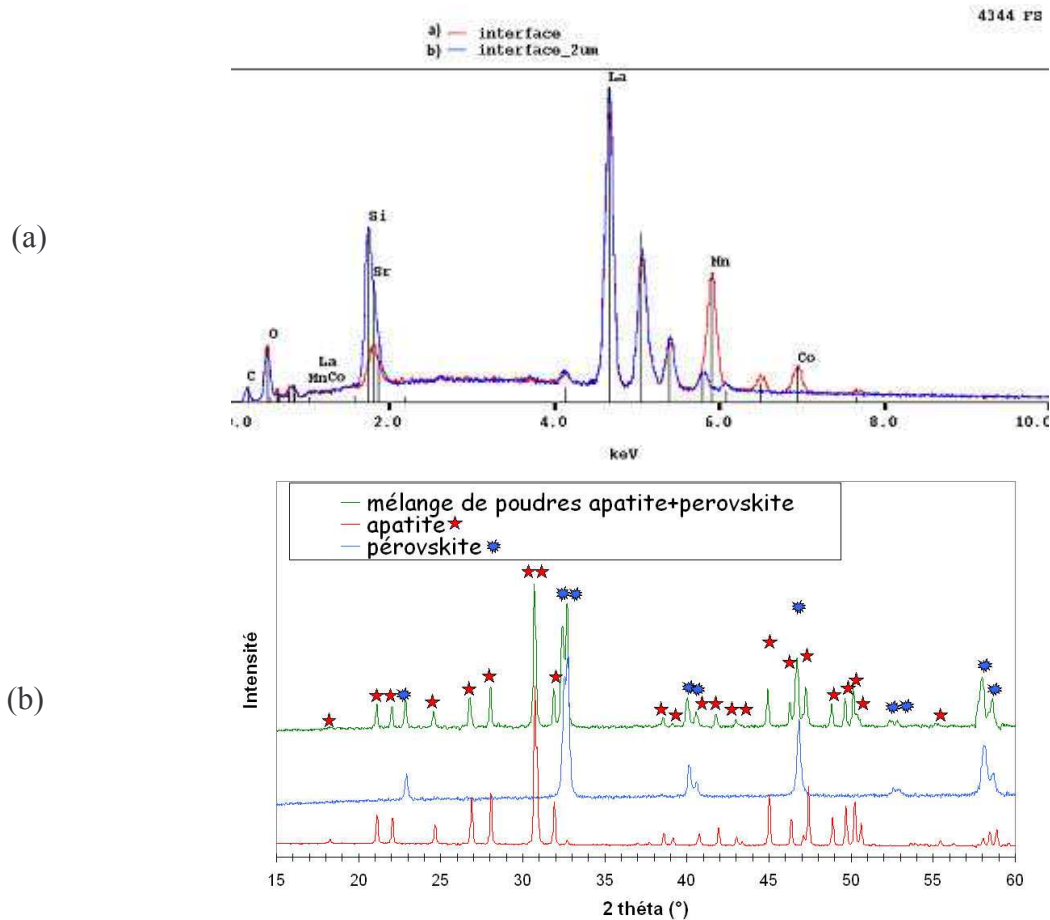 4344 FS
a) — interface
b) — interface_2um
(a)
La
Si
Sr
Mn
O
La
Co
C
MnCo
.0 2.0 4.0 6.0 8.0 10.0
keV
mélange de poudres apatite+perovskite
apatite
pérovskite
Intensité
(b)
15 20 25 30 35 40 45 50 55 60
2 théta (°)